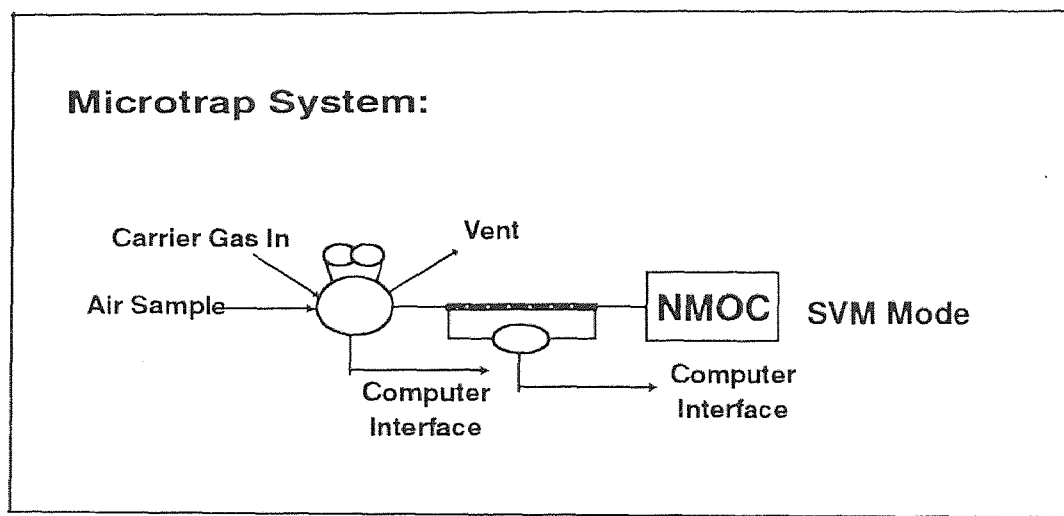 Microtrap System:
Carrier Gas In
Vent
Air Sample
NMOC
SVM Mode
Computer
Interface
Computer
Interface